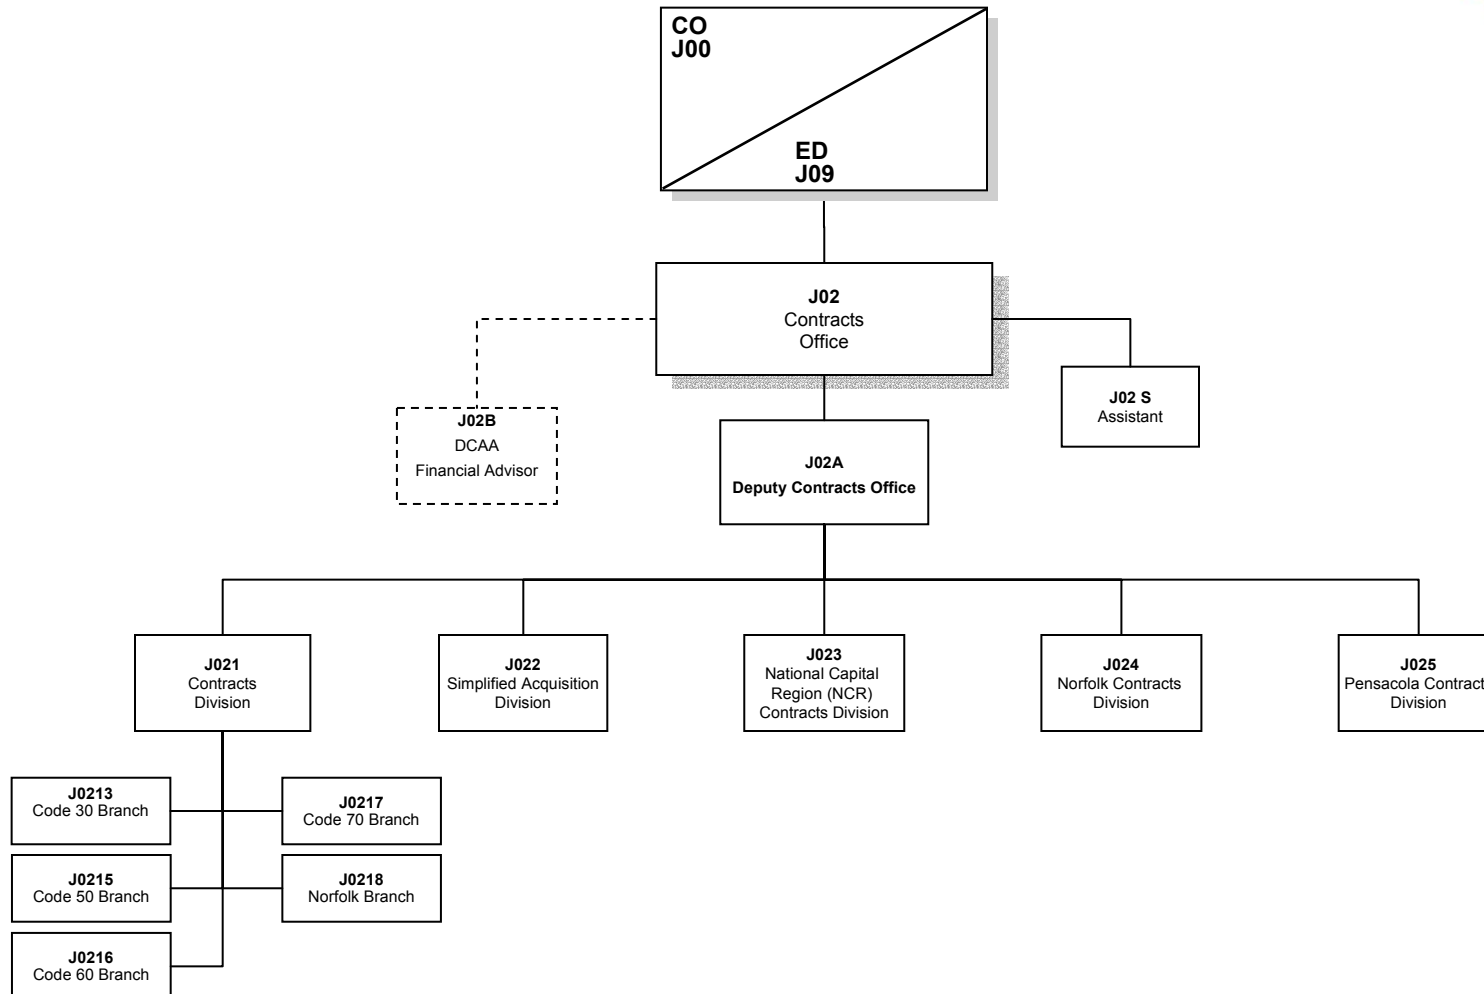 CO
J00
ED
J09
J02
Contracts
Office
J02B
DCAA
Financial Advisor
J02 S
Assistant
J02A
Deputy Contracts Office
J021
Contracts
Division
J022
Simplified Acquisition
Division
J023
National Capital
Region (NCR)
Contracts Division
J024
Norfolk Contracts
Division
J025
Pensacola Contract
Division
J0213
Code 30 Branch
J0217
Code 70 Branch
J0215
Code 50 Branch
J0218
Norfolk Branch
J0216
Code 60 Branch